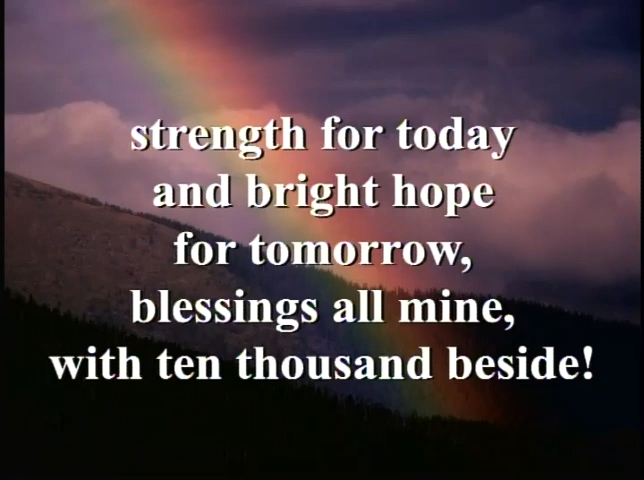 strength for today
and bright hope
for tomorrow,
blessings all mine,
with ten thousand beside!